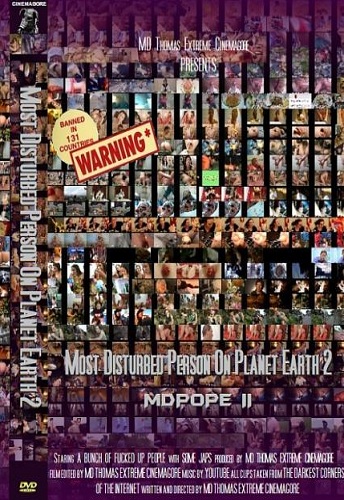 CINEMAGORE
MOST DISTURBED PERSON ON PLANET EARTH 2
DVD
MD THOMAS EXTREME CINEMAGORE
PRESENTS
BANNED
IN
131
COUNTRIES
WARNING*
MOST DISTURBED PERSON ON PLANET EARTH 2
MDPOPE II
STARING A BUNCH OF FUCKED UP PEOPLE WITH SOME JAPS PRODUCED BY MD THOMAS EXTREME CINEMAGORE
FILM EDITED BY MD THOMAS EXTREME CINEMAGORE MUSIC BY YOUTUBE ALL CLIPS TAKEN FROM THE DARKEST CORNERS
OF THE INTERNET WRITTEN AND DIRECTED BY MD THOMAS EXTREME CINEMAGORE